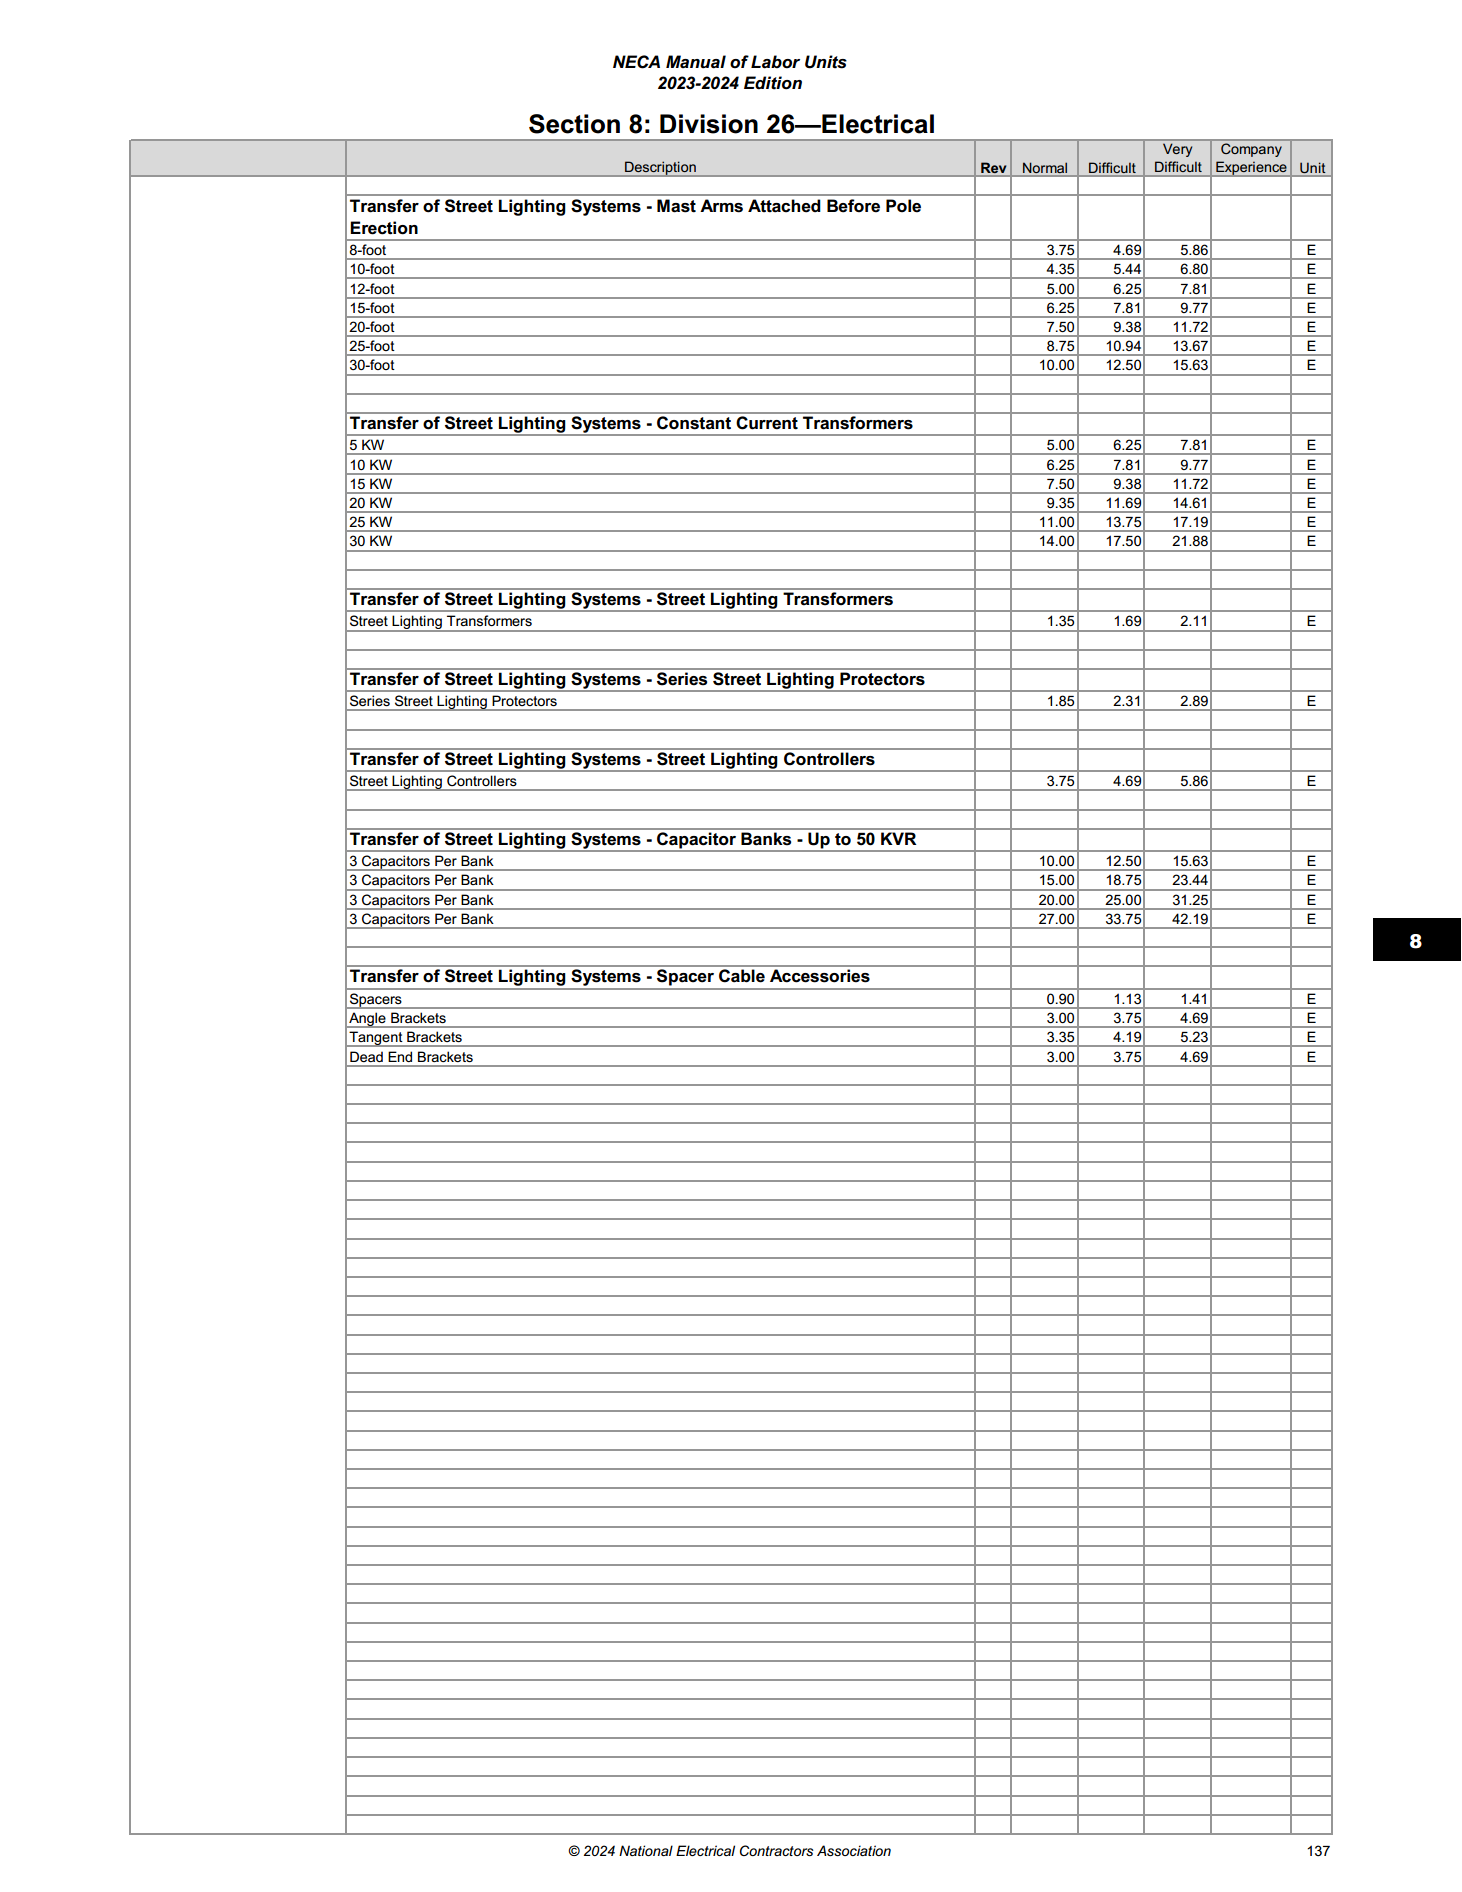 NECA Manual of Labor Units
2023-2024 Edition
Section 8: Division 26—Electrical
Description Rev Normal Difficult Very Difficult Company Experience Unit
Transfer of Street Lighting Systems - Mast Arms Attached Before Pole
Erection
8-foot 3.75 4.69 5.86 E
10-foot 4.35 5.44 6.80 E
12-foot 5.00 6.25 7.81 E
15-foot 6.25 7.81 9.77 E
20-foot 7.50 9.38 11.72 E
25-foot 8.75 10.94 13.67 E
30-foot 10.00 12.50 15.63 E
Transfer of Street Lighting Systems - Constant Current Transformers
5 KW 5.00 6.25 7.81 E
10 KW 6.25 7.81 9.77 E
15 KW 7.50 9.38 11.72 E
20 KW 9.35 11.69 14.61 E
25 KW 11.00 13.75 17.19 E
30 KW 14.00 17.50 21.88 E
Transfer of Street Lighting Systems - Street Lighting Transformers
Street Lighting Transformers 1.35 1.69 2.11 E
Transfer of Street Lighting Systems - Series Street Lighting Protectors
Series Street Lighting Protectors 1.85 2.31 2.89 E
Transfer of Street Lighting Systems - Street Lighting Controllers
Street Lighting Controllers 3.75 4.69 5.86 E
Transfer of Street Lighting Systems - Capacitor Banks - Up to 50 KVR
3 Capacitors Per Bank 10.00 12.50 15.63 E
3 Capacitors Per Bank 15.00 18.75 23.44 E
3 Capacitors Per Bank 20.00 25.00 31.25 E
3 Capacitors Per Bank 27.00 33.75 42.19 E
8
Transfer of Street Lighting Systems - Spacer Cable Accessories
Spacers 0.90 1.13 1.41 E
Angle Brackets 3.00 3.75 4.69 E
Tangent Brackets 3.35 4.19 5.23 E
Dead End Brackets 3.00 3.75 4.69 E
© 2024 National Electrical Contractors Association 137